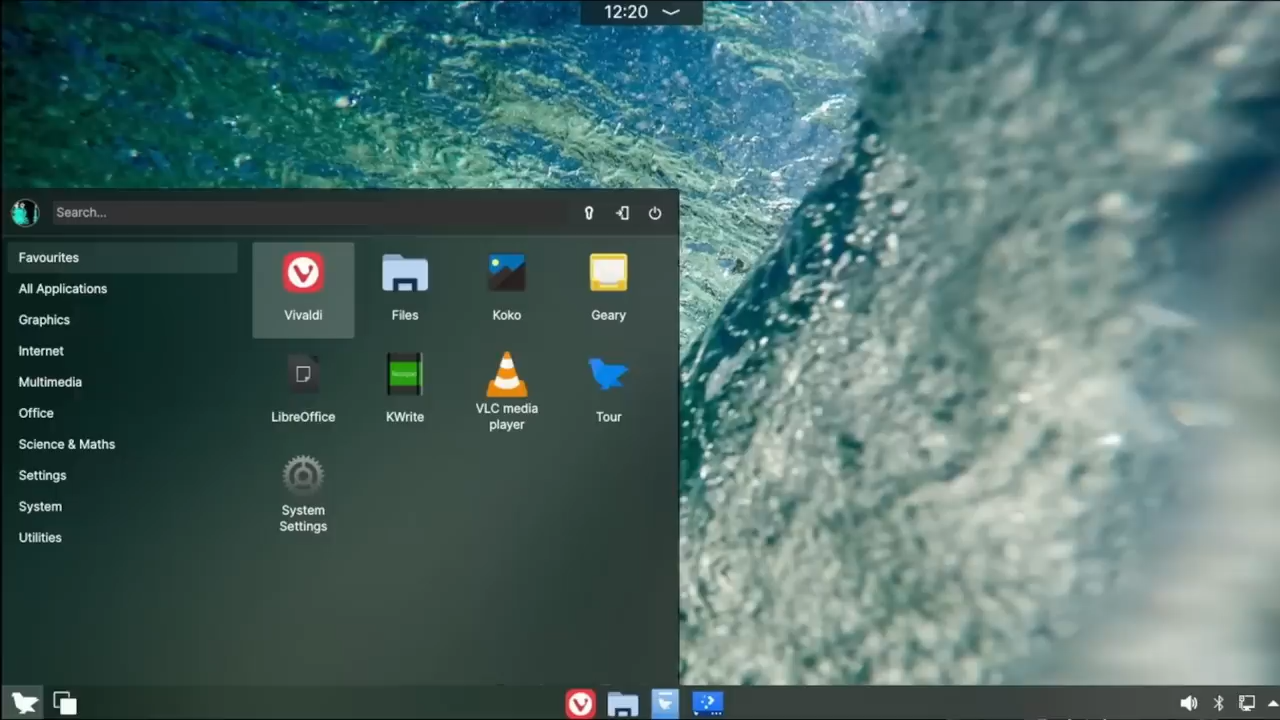 12:20
Search...
Favourites
All Applications
Graphics
Internet
Multimedia
Office
Science & Maths
Settings
System
Utilities
Vivaldi
Files
Koko
Geary
LibreOffice
Notepad
KWrite
VLC media
player
Tour
System
Settings